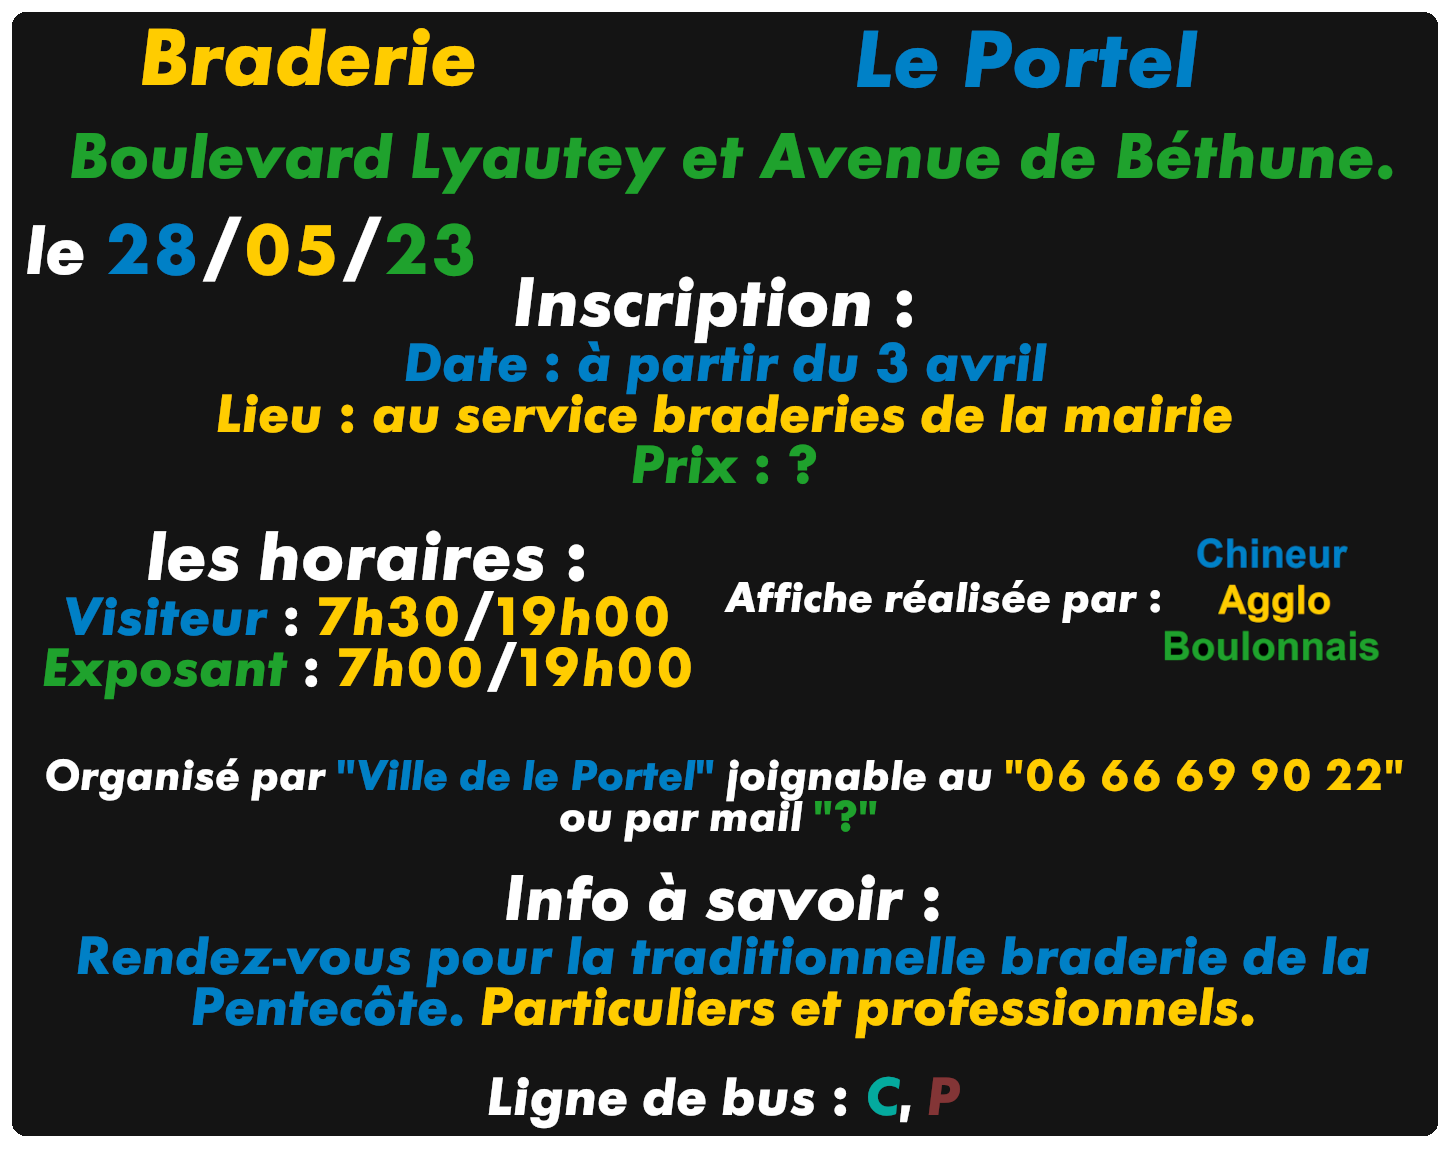 Braderie
Le Portel
Boulevard Lyautey et Avenue de Béthune.
le 28/05/23
Inscription :
Date : à partir du 3 avril
Lieu : au service braderies de la mairie
Prix : ?
les horaires :
Visiteur : 7h30/19h00
Exposant : 7h00/19h00
Affiche réalisée par :
Chineur
Agglo
Boulonnais
Organisé par "Ville de le Portel" joignable au "06 66 69 90 22"
ou par mail "?"
Info à savoir :
Rendez-vous pour la traditionnelle braderie de la
Pentecôte. Particuliers et professionnels.
Ligne de bus : C, P